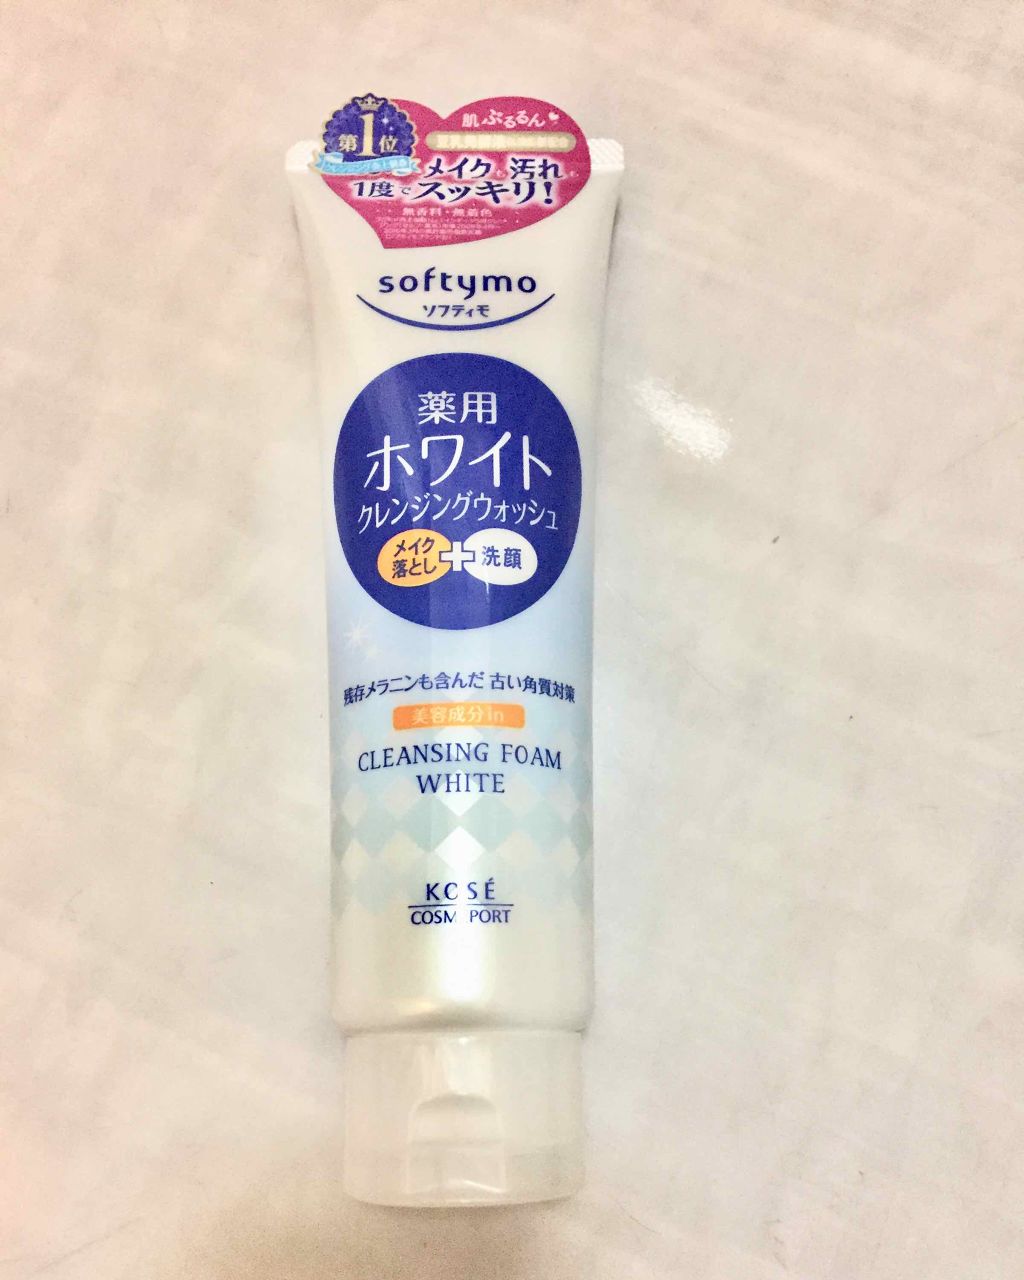 第1位
肌 ぷるるん
メイク 汚れ
1度で スッキリ!
無香料・無着色
softymo
ソフティモ
薬用
ホワイト
クレンジングウォッシュ
メイク
落とし
+
洗顔
残存メラニンも含んだ 古い角質対策
美容成分in
CLEANSING FOAM
WHITE
KOSÉ
COSMEPORT